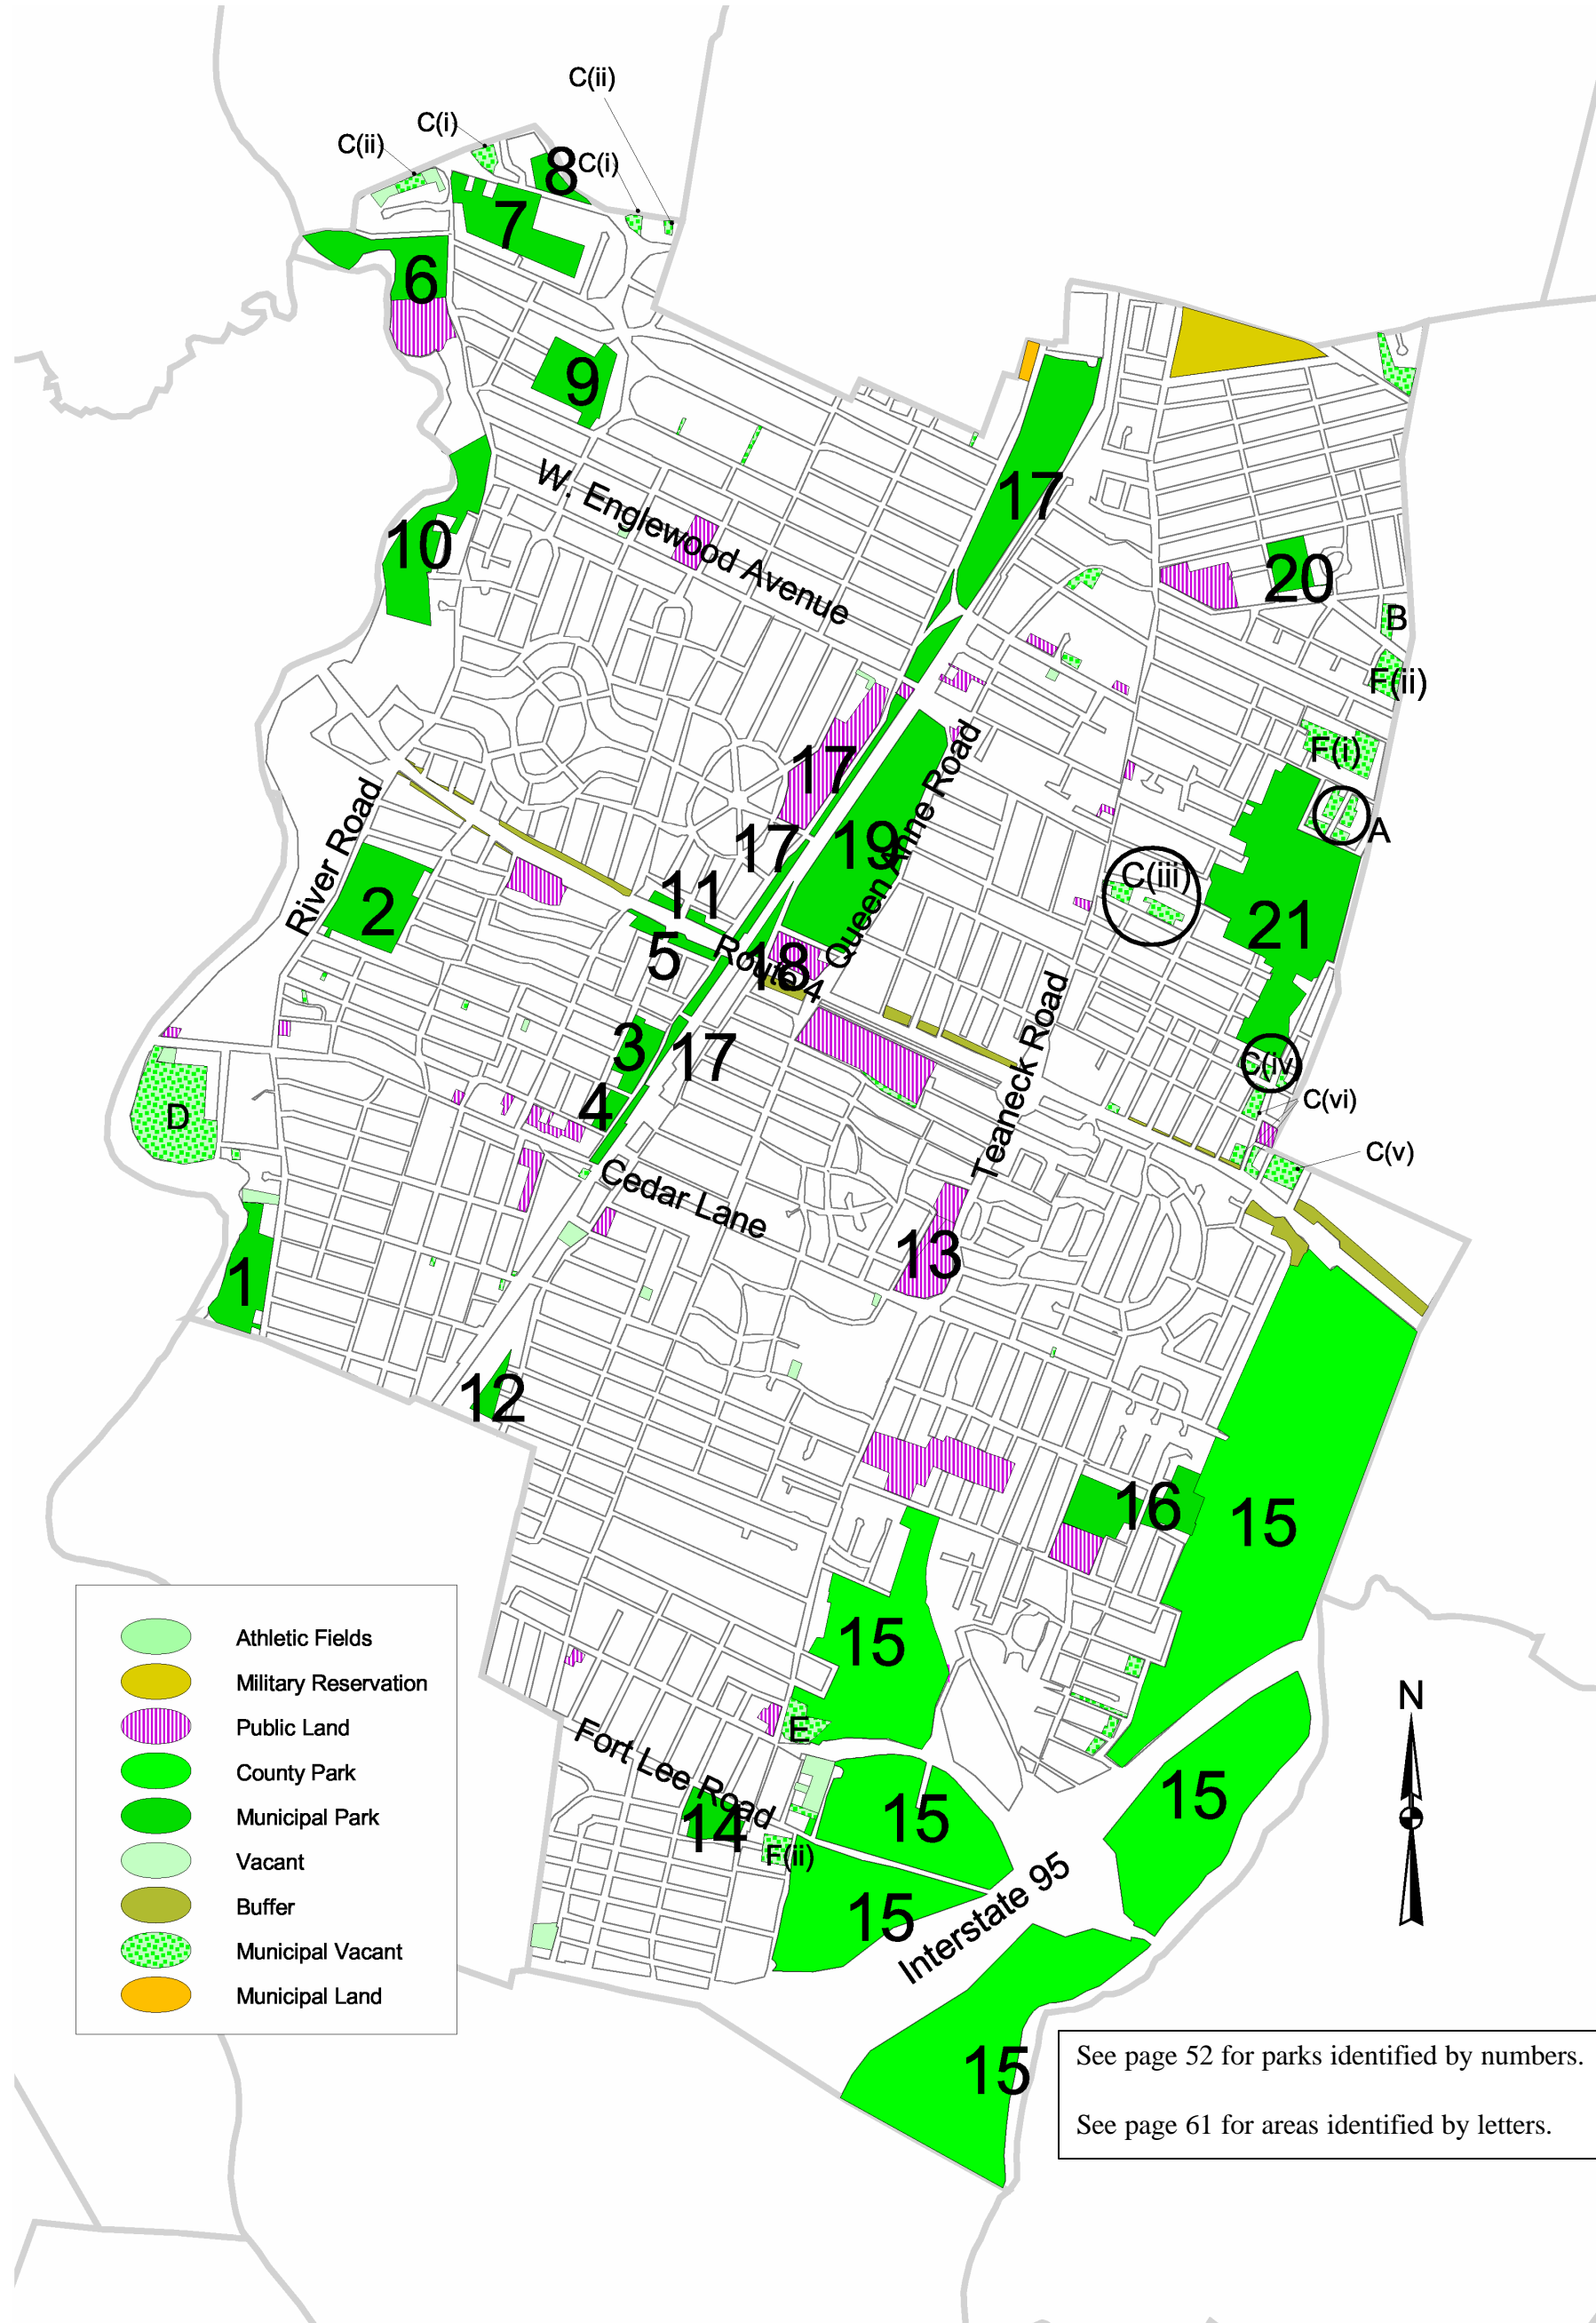 C(ii)
C(i)
C(ii)
8
C(i)
7
6
9
17
W. Englewood Avenue
10
20
B
F(ii)
17
F(i)
River Road
A
17
19
Queen Anne Road
11
C(iii)
2
21
5
Route 4
18
3
17
Teaneck Road
C(iv)
4
C(vi)
D
C(v)
Cedar Lane
13
1
12
16
15
15
E
Fort Lee Road
15
15
14
F(ii)
15
Interstate 95
15
N
Athletic Fields
Military Reservation
Public Land
County Park
Municipal Park
Vacant
Buffer
Municipal Vacant
Municipal Land
See page 52 for parks identified by numbers.
See page 61 for areas identified by letters.